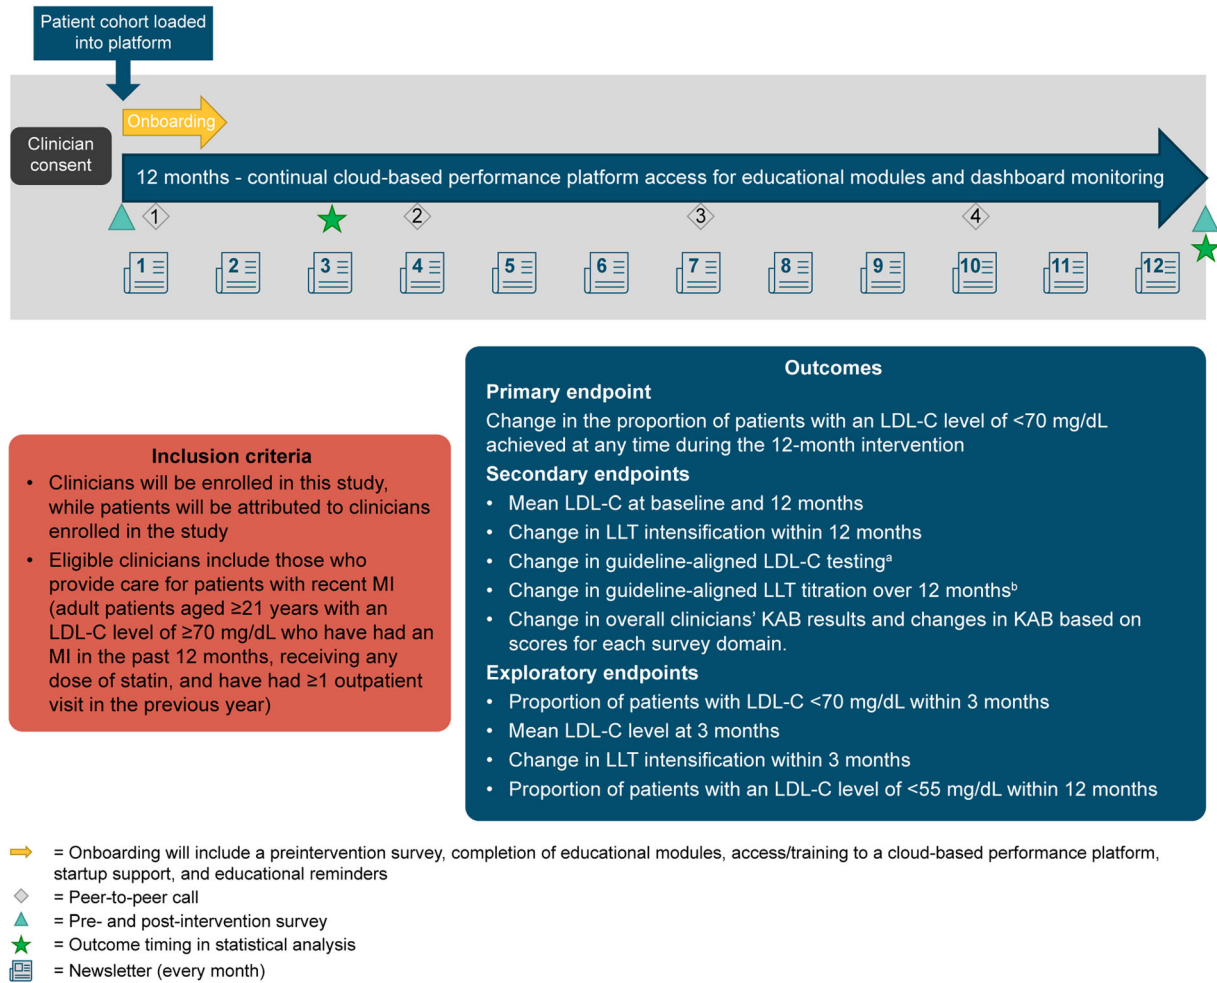 Patient cohort loaded
into platform
Onboarding
Clinician
consent
12 months - continual cloud-based performance platform access for educational modules and dashboard monitoring
1
2
3
4
1
2
3
4
5
6
7
8
9
10
11
12
Inclusion criteria
• Clinicians will be enrolled in this study,
while patients will be attributed to clinicians
enrolled in the study
• Eligible clinicians include those who
provide care for patients with recent MI
(adult patients aged ≥21 years with an
LDL-C level of ≥70 mg/dL who have had an
MI in the past 12 months, receiving any
dose of statin, and have had ≥1 outpatient
visit in the previous year)
Outcomes
Primary endpoint
Change in the proportion of patients with an LDL-C level of <70 mg/dL
achieved at any time during the 12-month intervention
Secondary endpoints
• Mean LDL-C at baseline and 12 months
• Change in LLT intensification within 12 months
• Change in guideline-aligned LDL-C testingᵃ
• Change in guideline-aligned LLT titration over 12 monthsᵇ
• Change in overall clinicians' KAB results and changes in KAB based on
scores for each survey domain.
Exploratory endpoints
• Proportion of patients with LDL-C <70 mg/dL within 3 months
• Mean LDL-C level at 3 months
• Change in LLT intensification within 3 months
• Proportion of patients with an LDL-C level of <55 mg/dL within 12 months
= Onboarding will include a preintervention survey, completion of educational modules, access/training to a cloud-based performance platform,
startup support, and educational reminders
= Peer-to-peer call
= Pre- and post-intervention survey
= Outcome timing in statistical analysis
= Newsletter (every month)